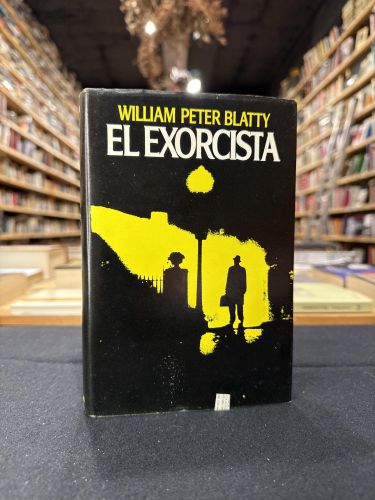 WILLIAM PETER BLATTY
EL EXORCISTA